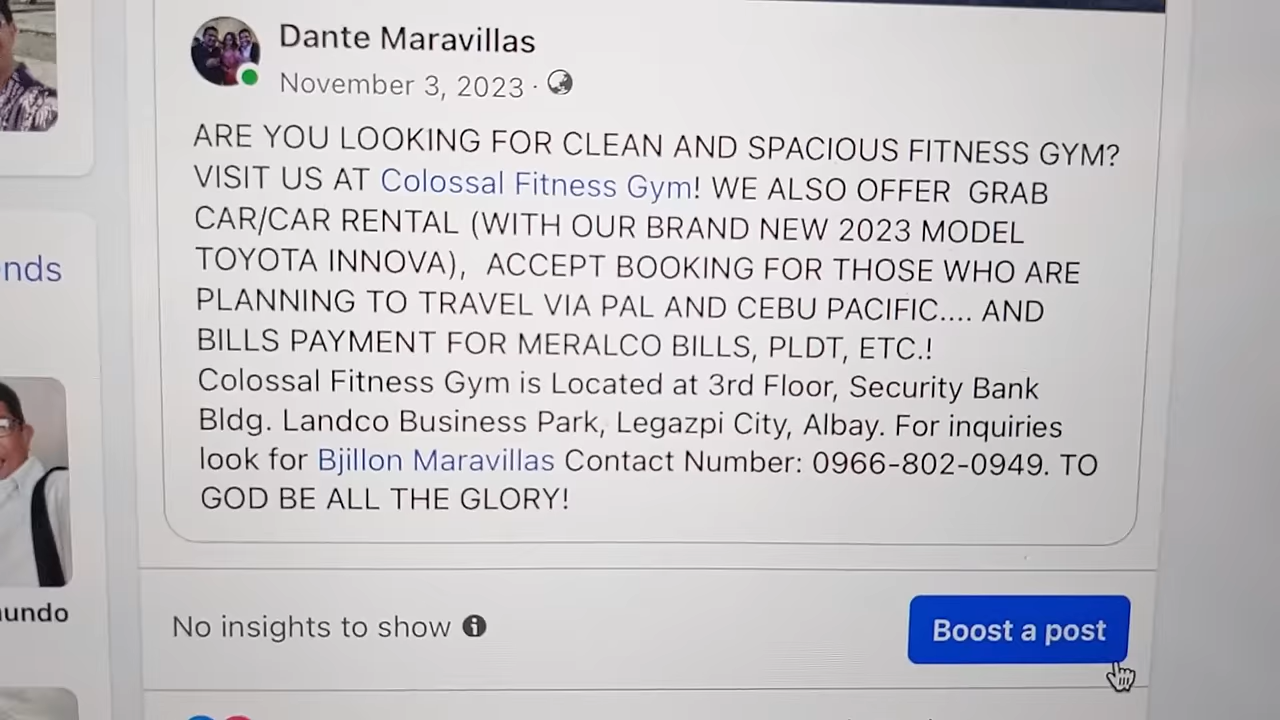 Dante Maravillas
November 3, 2023 ·
ARE YOU LOOKING FOR CLEAN AND SPACIOUS FITNESS GYM?
VISIT US AT Colossal Fitness Gym! WE ALSO OFFER GRAB
CAR/CAR RENTAL (WITH OUR BRAND NEW 2023 MODEL
TOYOTA INNOVA), ACCEPT BOOKING FOR THOSE WHO ARE
PLANNING TO TRAVEL VIA PAL AND CEBU PACIFIC.... AND
BILLS PAYMENT FOR MERALCO BILLS, PLDT, ETC.!
Colossal Fitness Gym is Located at 3rd Floor, Security Bank
Bldg. Landco Business Park, Legazpi City, Albay. For inquiries
look for Bjillon Maravillas Contact Number: 0966-802-0949. TO
GOD BE ALL THE GLORY!
nds
undo
No insights to show
Boost a post